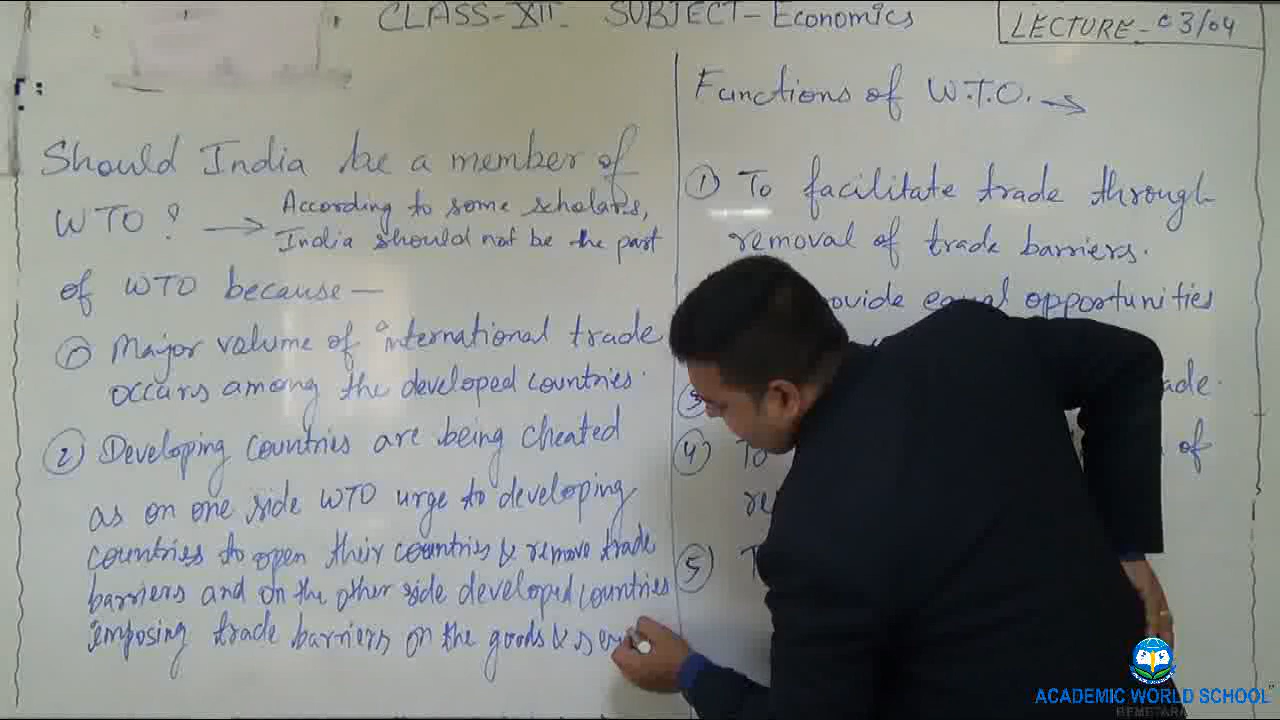 CLASS-XII SUBJECT-Economics
LECTURE-03/04
Should India be a member of
WTO? → According to some scholars,
India should not be the part
of WTO because —
① Major volume of international trade
occurs among the developed countries.
② Developing countries are being cheated
as on one side WTO urge to developing
countries to open their countries & remove trade
barriers and on the other side developed countries
imposing trade barriers on the goods &
Functions of W.T.O. →
① To facilitate trade through
removal of trade barriers.
equal opportunities
③
④ To of
⑤
ACADEMIC WORLD SCHOOL
BEMETARA